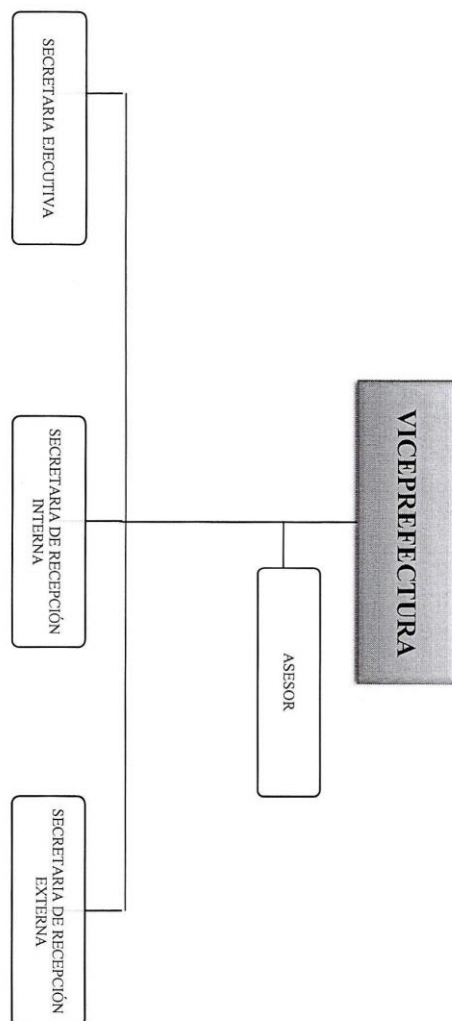 VICEPREFECTURA
ASESOR
SECRETARIA EJECUTIVA
SECRETARIA DE RECEPCIÓN
INTERNA
SECRETARIA DE RECEPCIÓN
EXTERNA